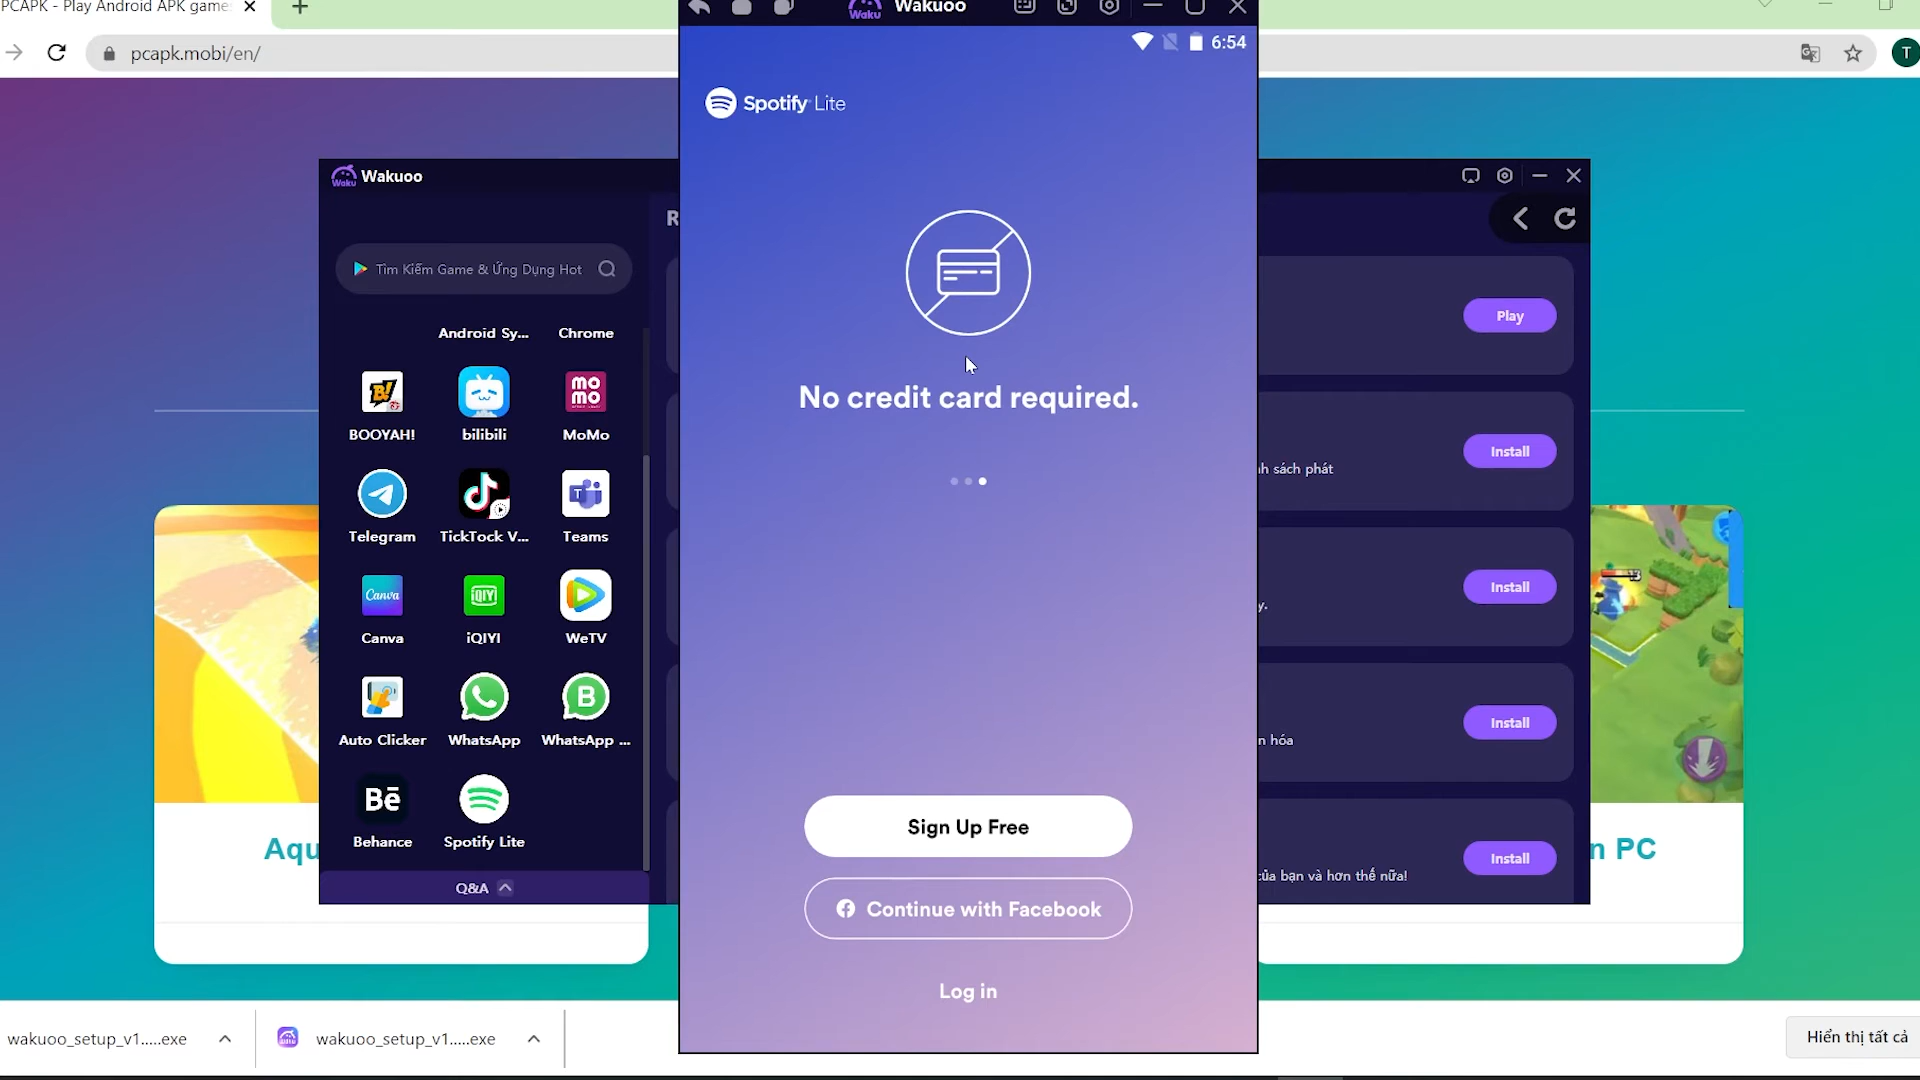 PCAPK - Play Android APK game
pcapk.mobi/en/
T
Waku
Wakuoo
6:54
Spotify Lite
No credit card required.
Sign Up Free
Continue with Facebook
Log in
Waku
Wakuoo
R
Tìm Kiếm Game & Ứng Dụng Hot
Android Sy... Chrome
BOOYAH! bilibili MoMo
Telegram TickTock V... Teams
Canva iQIYI WeTV
Auto Clicker WhatsApp WhatsApp ...
Behance Spotify Lite
Q&A
Play
Install
nh sách phát
Install
y.
Install
n hóa
Install
của bạn và hơn thế nữa!
Aqu
n PC
wakuoo_setup_v1.....exe
wakuoo_setup_v1.....exe
Hiển thị tất cả